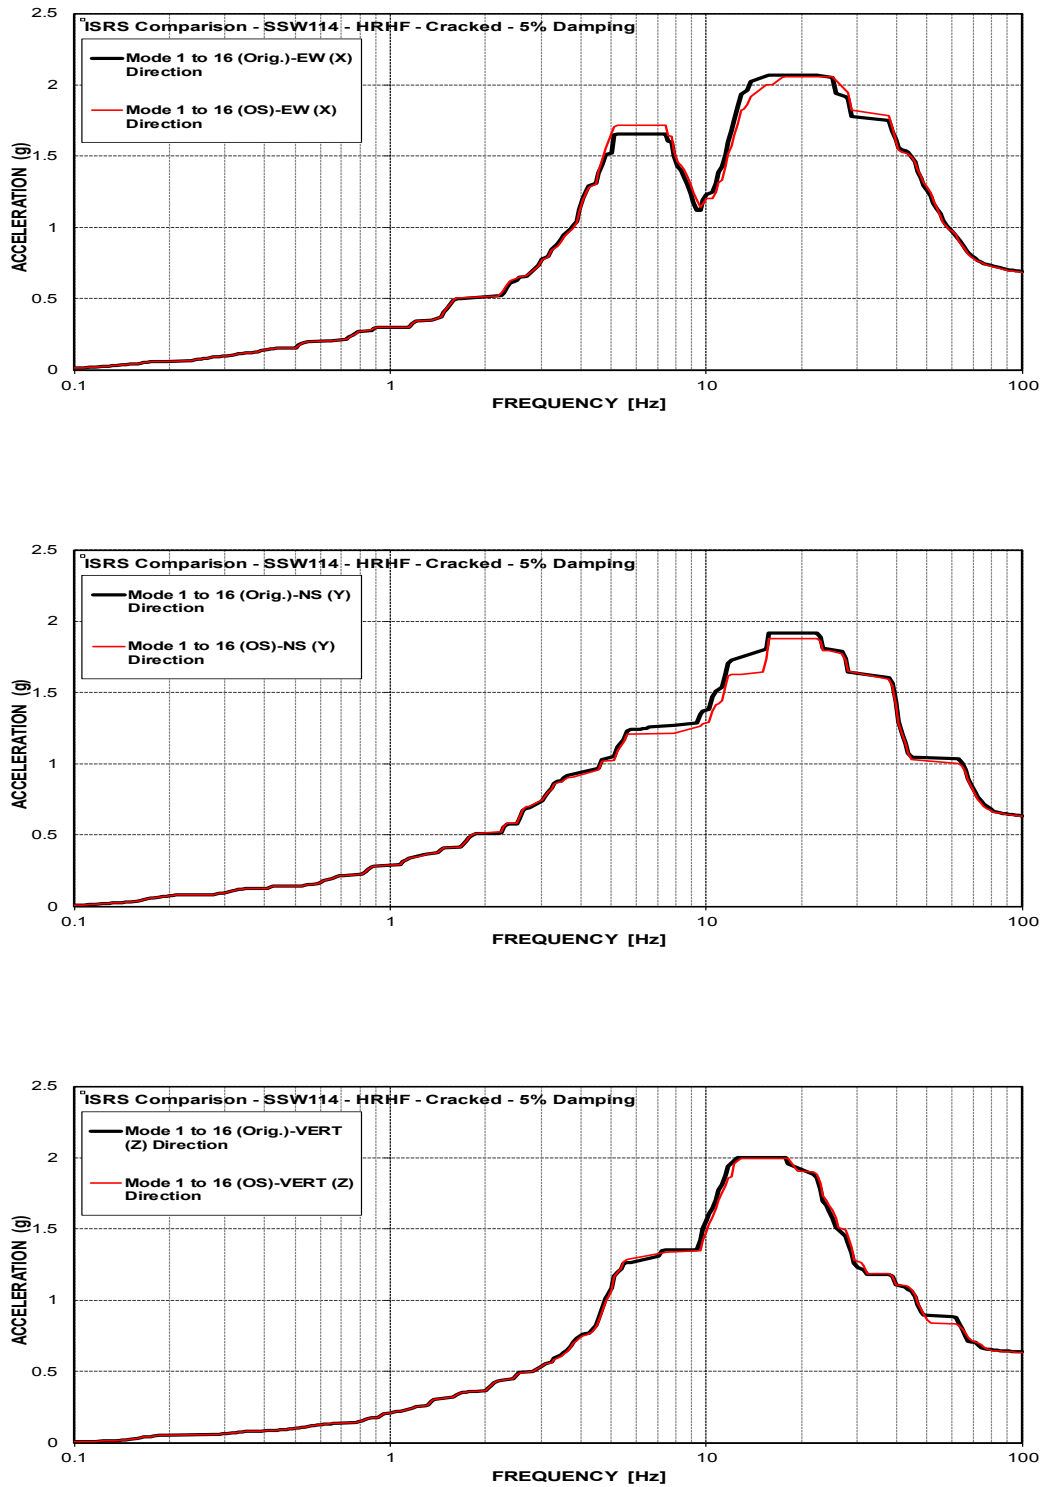 ISRS Comparison - SSW114 - HRHF - Cracked - 5% Damping
Mode 1 to 16 (Orig.)-EW (X)
Direction
Mode 1 to 16 (OS)-EW (X)
Direction
2.5
2
1.5
1
0.5
0
ACCELERATION (g)
0.1
1
10
100
FREQUENCY [Hz]
ISRS Comparison - SSW114 - HRHF - Cracked - 5% Damping
Mode 1 to 16 (Orig.)-NS (Y)
Direction
Mode 1 to 16 (OS)-NS (Y)
Direction
2.5
2
1.5
1
0.5
0
ACCELERATION (g)
0.1
1
10
100
FREQUENCY [Hz]
ISRS Comparison - SSW114 - HRHF - Cracked - 5% Damping
Mode 1 to 16 (Orig.)-VERT
(Z) Direction
Mode 1 to 16 (OS)-VERT (Z)
Direction
2.5
2
1.5
1
0.5
0
ACCELERATION (g)
0.1
1
10
100
FREQUENCY [Hz]